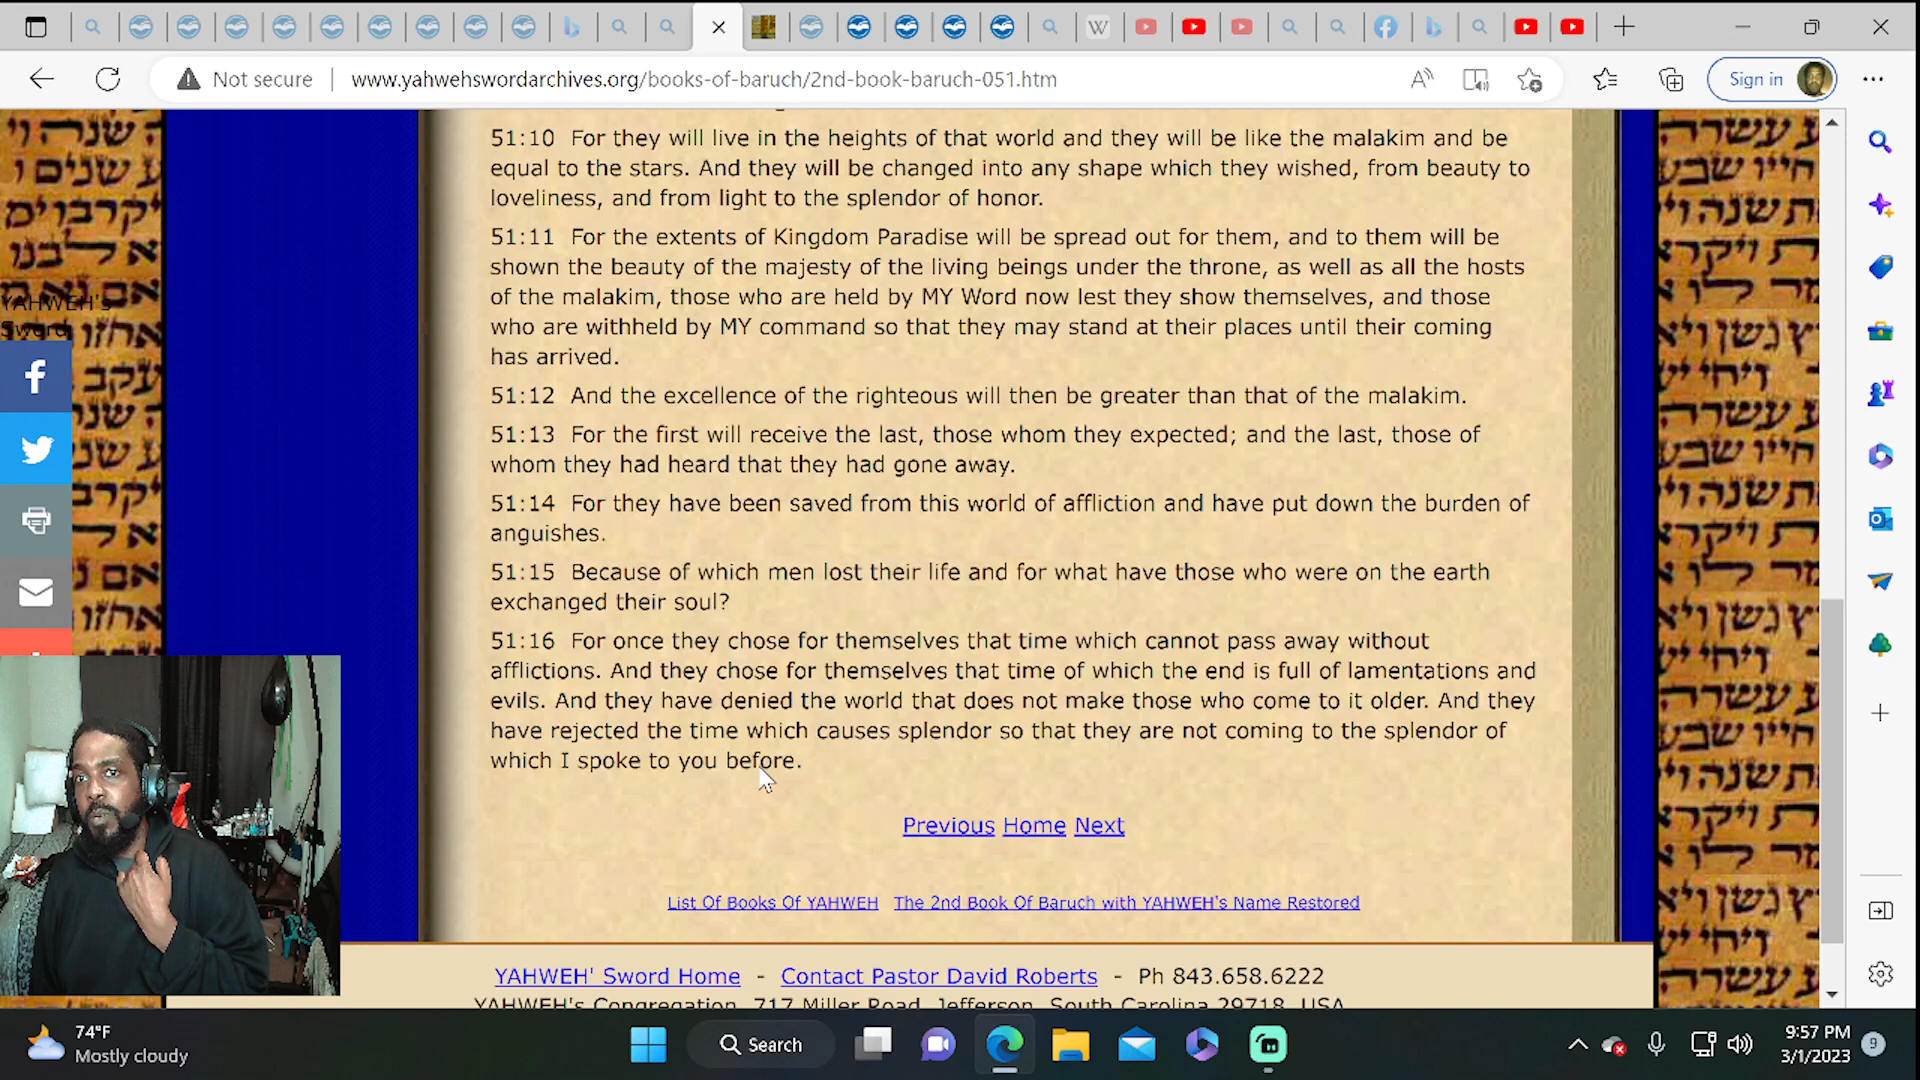 Not secure
www.yahwehswordarchives.org/books-of-baruch/2nd-book-baruch-051.htm
Sign in
51:10 For they will live in the heights of that world and they will be like the malakim and be
equal to the stars. And they will be changed into any shape which they wished, from beauty to
loveliness, and from light to the splendor of honor.
51:11 For the extents of Kingdom Paradise will be spread out for them, and to them will be
shown the beauty of the majesty of the living beings under the throne, as well as all the hosts
of the malakim, those who are held by MY Word now lest they show themselves, and those
who are withheld by MY command so that they may stand at their places until their coming
has arrived.
51:12 And the excellence of the righteous will then be greater than that of the malakim.
51:13 For the first will receive the last, those whom they expected; and the last, those of
whom they had heard that they had gone away.
51:14 For they have been saved from this world of affliction and have put down the burden of
anguishes.
51:15 Because of which men lost their life and for what have those who were on the earth
exchanged their soul?
51:16 For once they chose for themselves that time which cannot pass away without
afflictions. And they chose for themselves that time of which the end is full of lamentations and
evils. And they have denied the world that does not make those who come to it older. And they
have rejected the time which causes splendor so that they are not coming to the splendor of
which I spoke to you before.
Previous Home Next
List Of Books Of YAHWEH The 2nd Book Of Baruch with YAHWEH's Name Restored
YAHWEH' Sword Home - Contact Pastor David Roberts - Ph 843.658.6222
YAHWEH's Congregation, 717 Miller Road, Jefferson, South Carolina 29718, USA
YAHWEH's
Sword
74°F
Mostly cloudy
Search
9:57 PM
3/1/2023
9